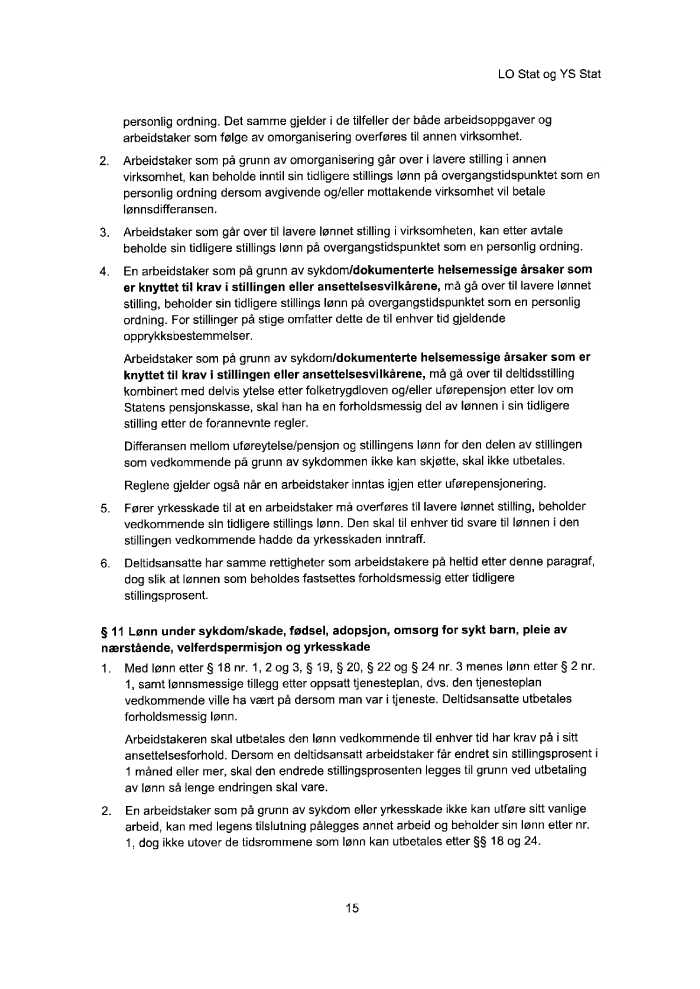 LO Stat og YS Stat
personlig ordning. Det samme gjelder i de tilfeller der både arbeidsoppgaver og
arbeidstaker som følge av omorganisering overføres til annen virksomhet.
2. Arbeidstaker som på grunn av omorganisering går over i lavere stilling i annen
virksomhet, kan beholde inntil sin tidligere stillings lønn på overgangstidspunktet som en
personlig ordning dersom avgivende og/eller mottakende virksomhet vil betale
lønnsdifferansen.
3. Arbeidstaker som går over til lavere lønnet stilling i virksomheten, kan etter avtale
beholde sin tidligere stillings lønn på overgangstidspunktet som en personlig ordning.
4. En arbeidstaker som på grunn av sykdom/dokumenterte helsemessige årsaker som
er knyttet til krav i stillingen eller ansettelsesvilkårene, må gå over til lavere lønnet
stilling, beholder sin tidligere stillings lønn på overgangstidspunktet som en personlig
ordning. For stillinger på stige omfatter dette de til enhver tid gjeldende
opprykksbestemmelser.
Arbeidstaker som på grunn av sykdom/dokumenterte helsemessige årsaker som er
knyttet til krav i stillingen eller ansettelsesvilkårene, må gå over til deltidsstilling
kombinert med delvis ytelse etter folketrygdloven og/eller uførepensjon etter lov om
Statens pensjonskasse, skal han ha en forholdsmessig del av lønnen i sin tidligere
stilling etter de forannevnte regler.
Differansen mellom uføreytelse/pensjon og stillingens lønn for den delen av stillingen
som vedkommende på grunn av sykdommen ikke kan skjøtte, skal ikke utbetales.
Reglene gjelder også når en arbeidstaker inntas igjen etter uførepensjonering.
5. Fører yrkesskade til at en arbeidstaker må overføres til lavere lønnet stilling, beholder
vedkommende sin tidligere stillings lønn. Den skal til enhver tid svare til lønnen i den
stillingen vedkommende hadde da yrkesskaden inntraff.
6. Deltidsansatte har samme rettigheter som arbeidstakere på heltid etter denne paragraf,
dog slik at lønnen som beholdes fastsettes forholdsmessig etter tidligere
stillingsprosent.
§ 11 Lønn under sykdom/skade, fødsel, adopsjon, omsorg for sykt barn, pleie av
nærstående, velferdspermisjon og yrkesskade
1. Med lønn etter § 18 nr. 1, 2 og 3, § 19, § 20, § 22 og § 24 nr. 3 menes lønn etter § 2 nr.
1, samt lønnsmessige tillegg etter oppsatt tjenesteplan, dvs. den tjenesteplan
vedkommende ville ha vært på dersom man var i tjeneste. Deltidsansatte utbetales
forholdsmessig lønn.
Arbeidstakeren skal utbetales den lønn vedkommende til enhver tid har krav på i sitt
ansettelsesforhold. Dersom en deltidsansatt arbeidstaker får endret sin stillingsprosent i
1 måned eller mer, skal den endrede stillingsprosenten legges til grunn ved utbetaling
av lønn så lenge endringen skal vare.
2. En arbeidstaker som på grunn av sykdom eller yrkesskade ikke kan utføre sitt vanlige
arbeid, kan med legens tilslutning pålegges annet arbeid og beholder sin lønn etter nr.
1, dog ikke utover de tidsrommene som lønn kan utbetales etter §§ 18 og 24.
15